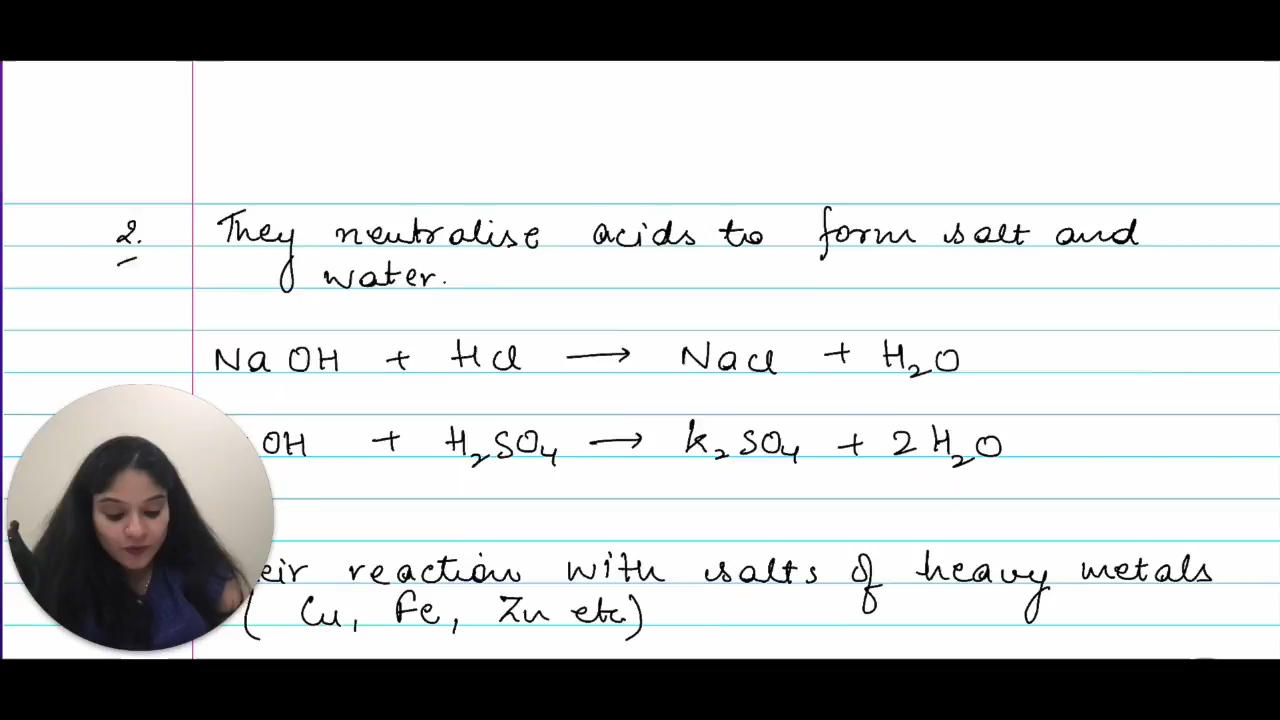 2. They neutralise acids to form salt and
water.
NaOH + HCl → NaCl + H₂O
OH + H₂SO₄ → K₂SO₄ + 2H₂O
eir reaction with salts of heavy metals
( Cu, Fe, Zn etc)